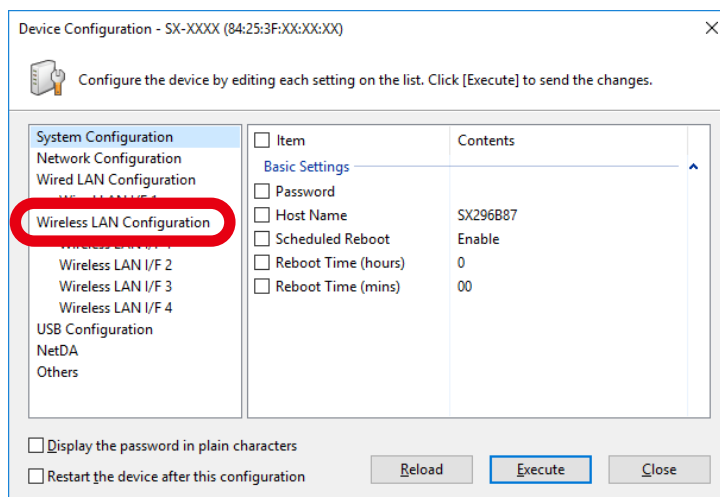 Device Configuration - SX-XXXX (84:25:3F:XX:XX:XX)
Configure the device by editing each setting on the list. Click [Execute] to send the changes.
System Configuration
Network Configuration
Wired LAN Configuration
Wireless LAN Configuration
Wireless LAN I/F 2
Wireless LAN I/F 3
Wireless LAN I/F 4
USB Configuration
NetDA
Others
Item Contents
Basic Settings
Password
Host Name SX296B87
Scheduled Reboot Enable
Reboot Time (hours) 0
Reboot Time (mins) 00
Display the password in plain characters
Restart the device after this configuration
Reload Execute Close